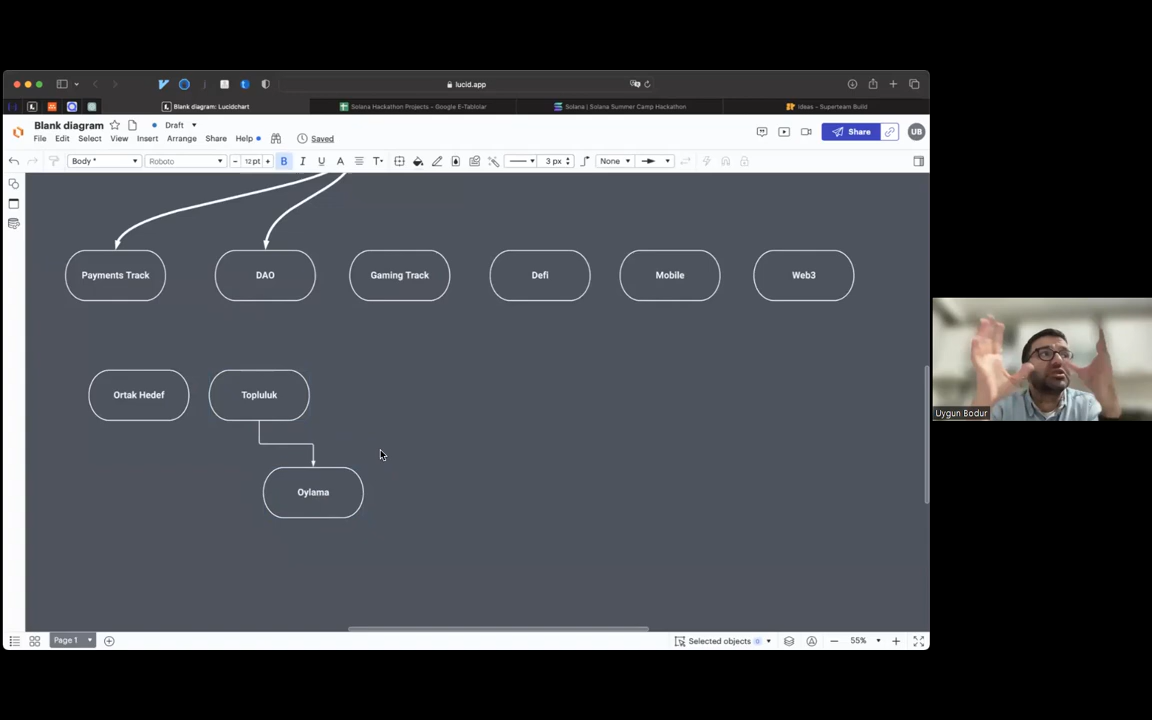 lucid.app
Blank diagram: Lucidchart
Solana Hackathon Projects – Google E-Tablolar
Solana | Solana Summer Camp Hackathon
Ideas – Superteam Build
Blank diagram
Draft
File Edit Select View Insert Arrange Share Help
Saved
Share
UB
Body *
Roboto
12 pt
B I U A T
3 px
None
Payments Track
DAO
Gaming Track
Defi
Mobile
Web3
Ortak Hedef
Topluluk
Oylama
Uygun Bodur
Page 1
Selected objects 0
55%